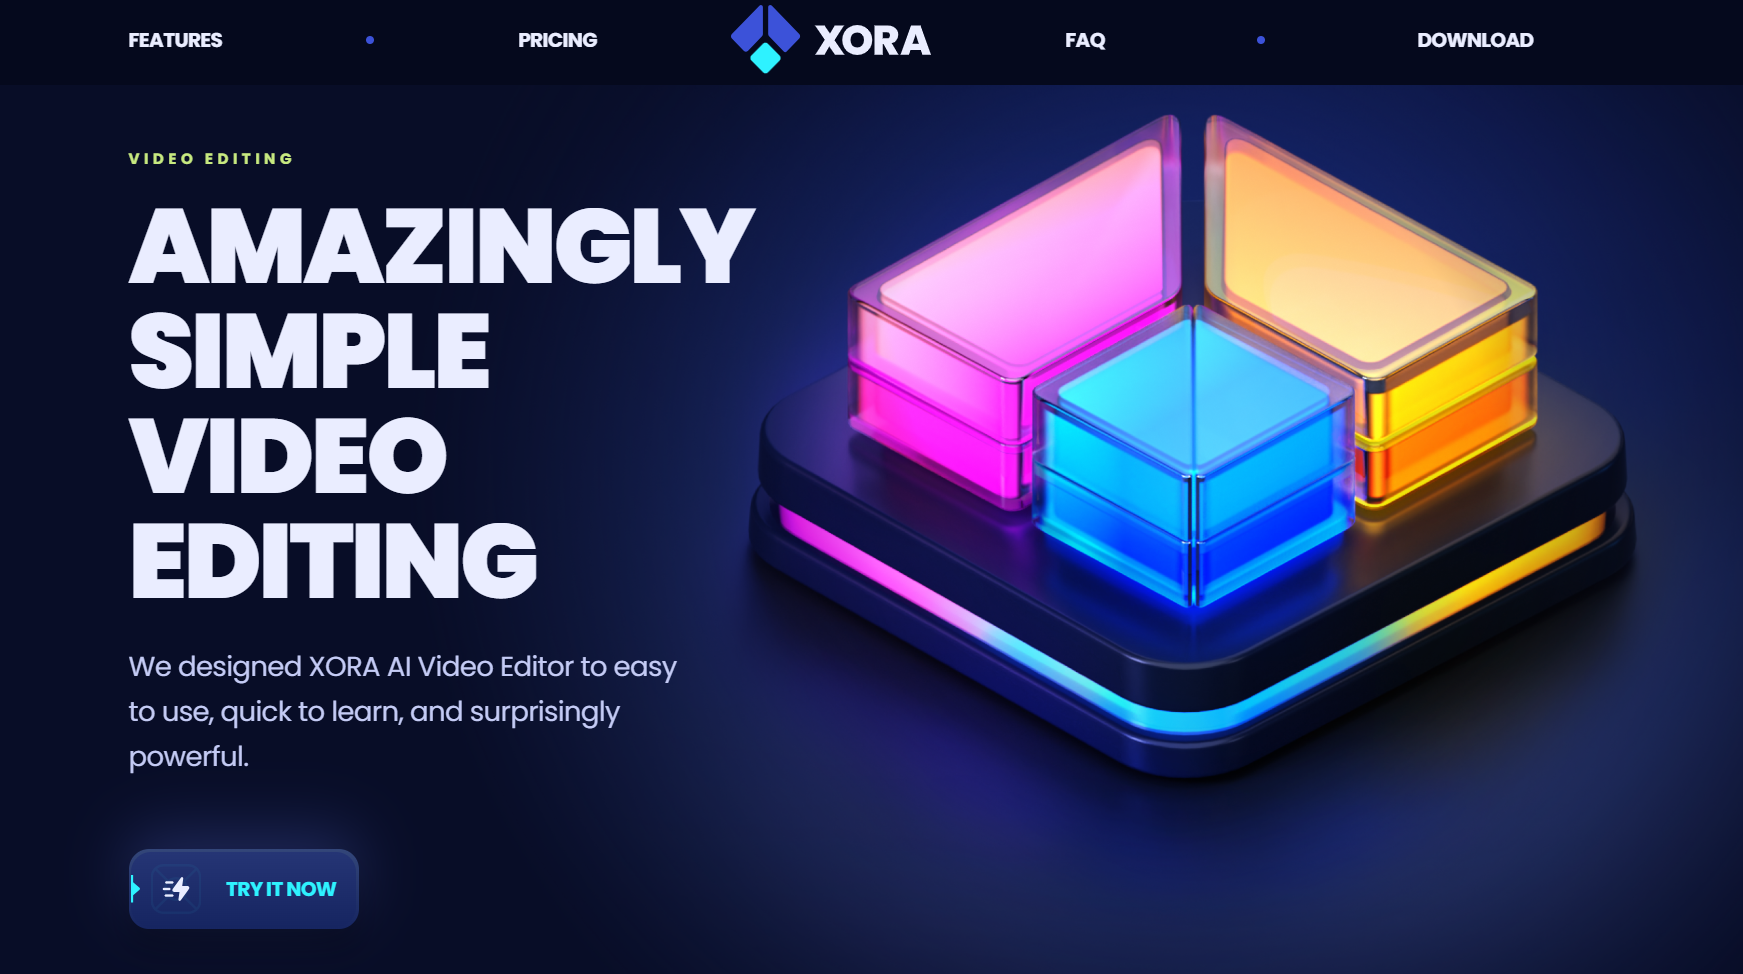 FEATURES
PRICING
XORA
FAQ
DOWNLOAD
VIDEO EDITING
AMAZINGLY
SIMPLE
VIDEO
EDITING
We designed XORA AI Video Editor to easy
to use, quick to learn, and surprisingly
powerful.
TRY IT NOW